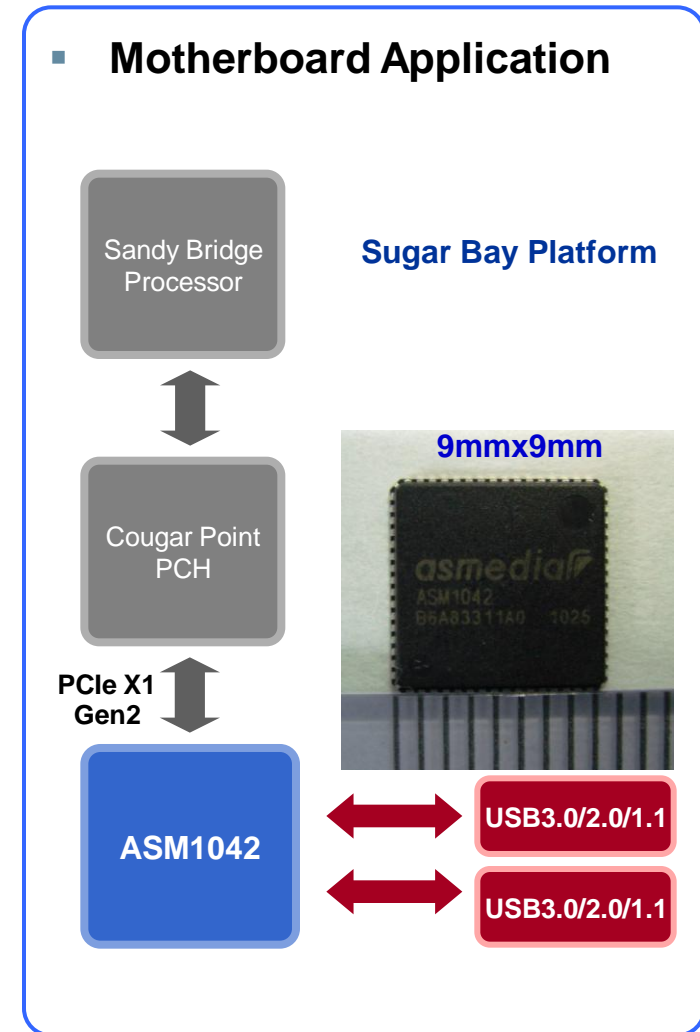 Motherboard Application
Sandy Bridge
Processor
Sugar Bay Platform
9mmx9mm
Cougar Point
PCH
asmedia
ASM1042
B6A83311A0 1025
PCIe X1
Gen2
ASM1042
USB3.0/2.0/1.1
USB3.0/2.0/1.1